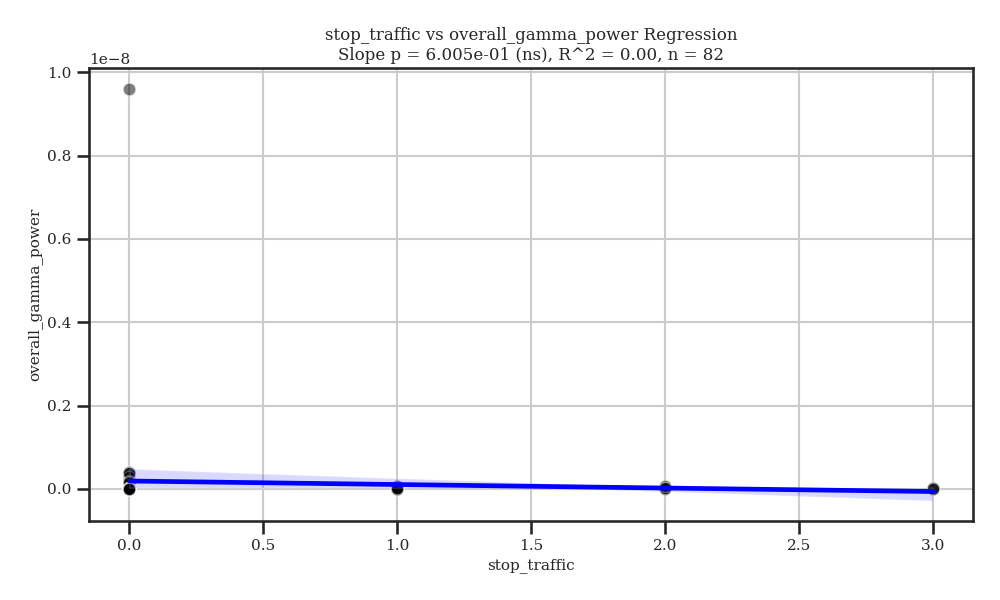 stop_traffic vs overall_gamma_power Regression
Slope p = 6.005e-01 (ns), R^2 = 0.00, n = 82
1e−8
1.0
0.8
0.6
0.4
0.2
0.0
overall_gamma_power
0.0 0.5 1.0 1.5 2.0 2.5 3.0
stop_traffic